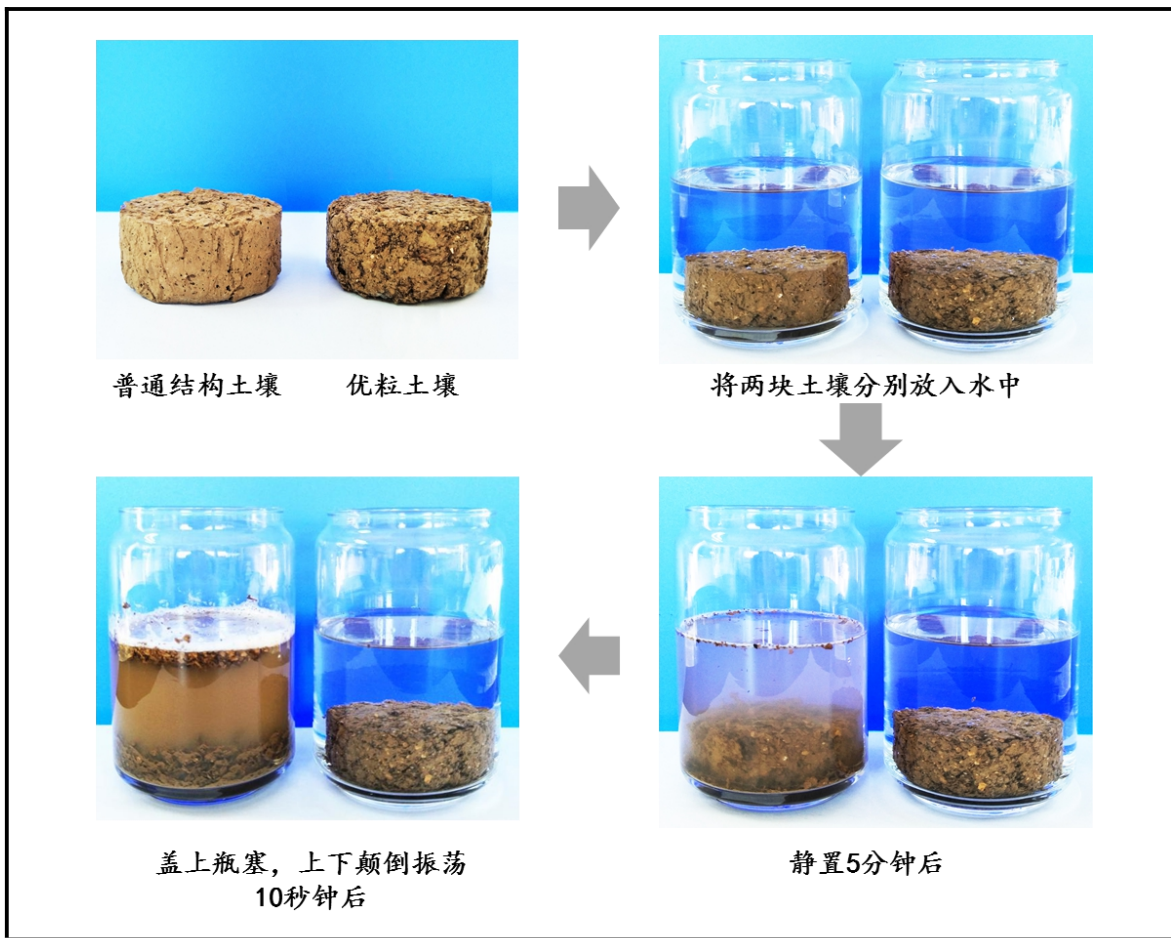 普通结构土壤
优粒土壤
将两块土壤分别放入水中
静置5分钟后
盖上瓶塞，上下颠倒振荡
10秒钟后